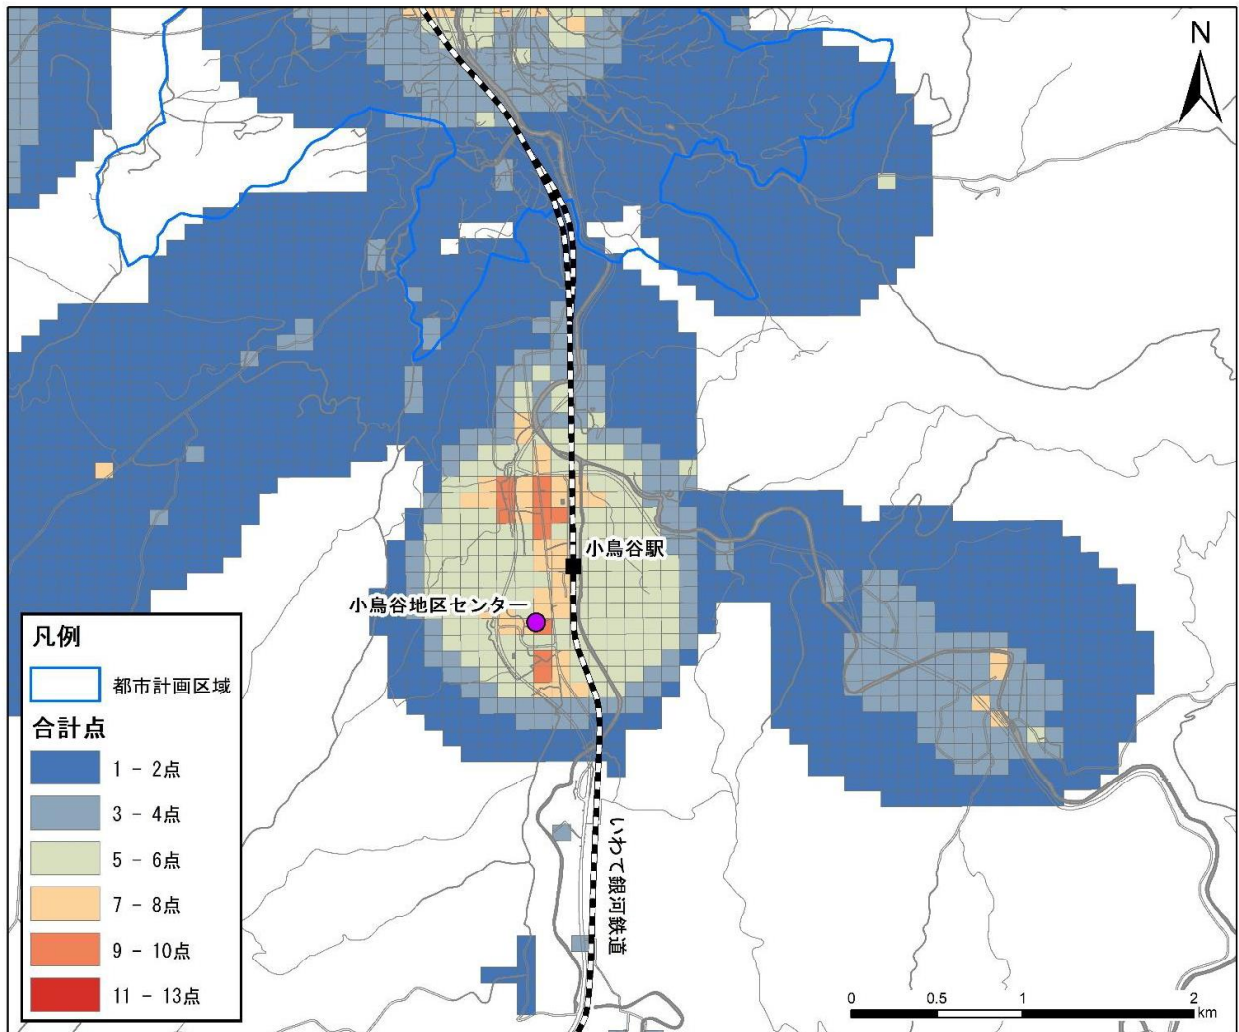 N
小鳥谷駅
小鳥谷地区センター
凡例
都市計画区域
合計点
1 - 2点
3 - 4点
5 - 6点
7 - 8点
9 - 10点
11 - 13点
いわて銀河鉄道
0 0.5 1 2
km